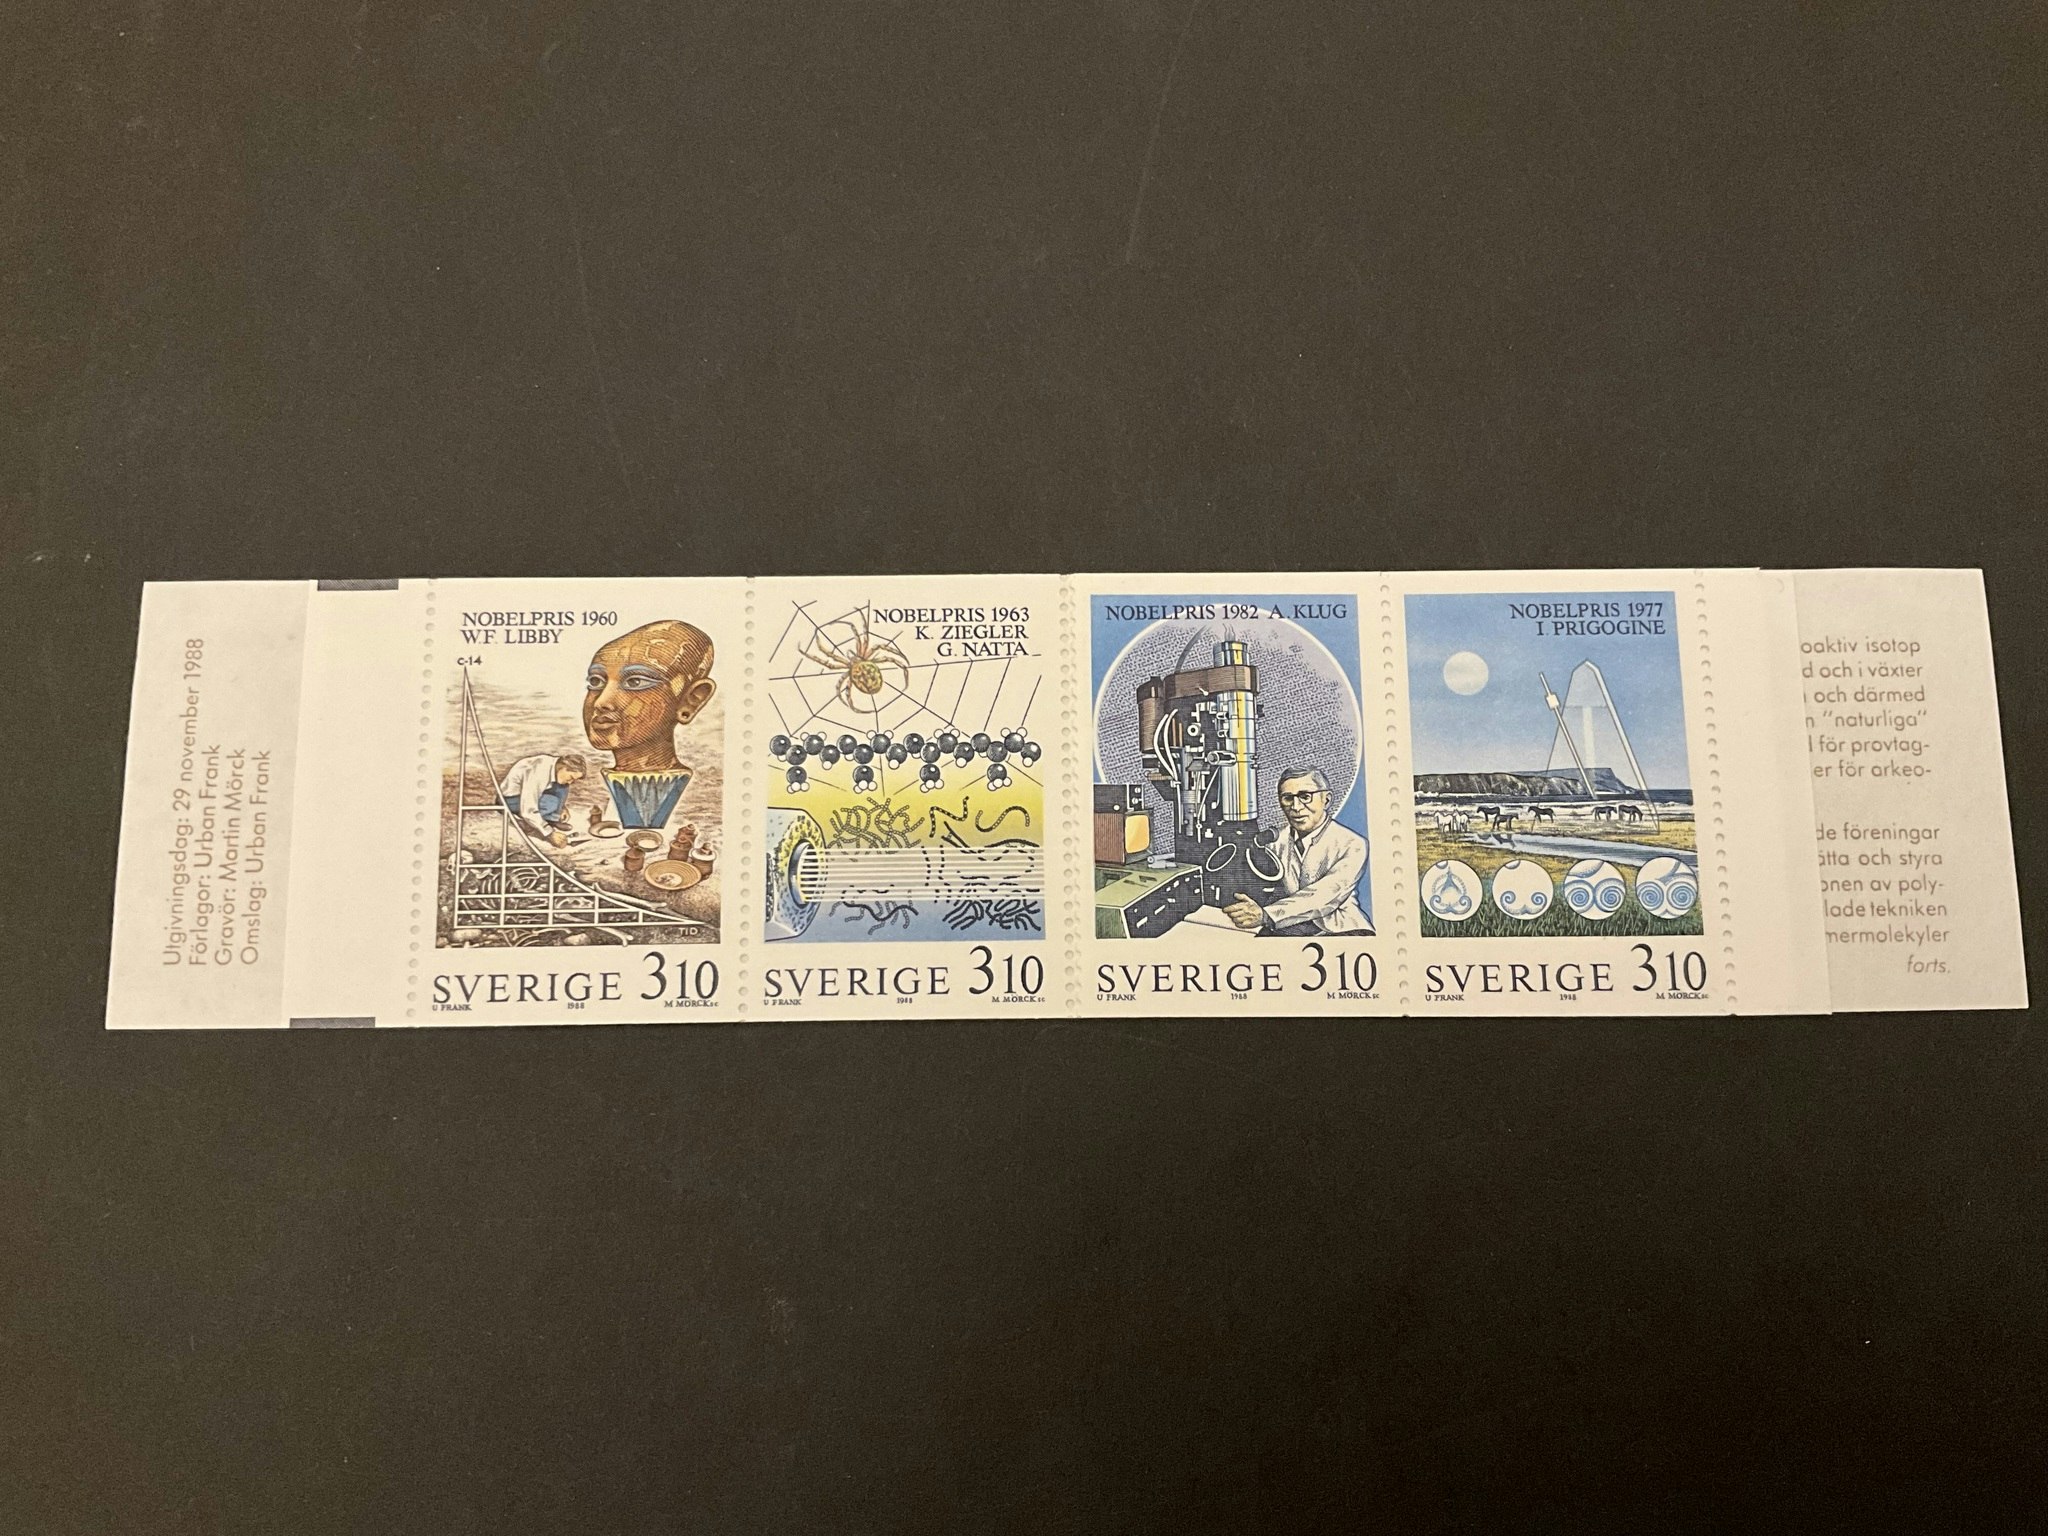 Utgivningsdag: 29 november 1988
Förlagor: Urban Frank
Gravör: Martin Mörck
Omslag: Urban Frank
NOBELPRIS 1960
W.F. LIBBY
C-14
TID
SVERIGE 310
U FRANK 1988 M MÖRCK SC
NOBELPRIS 1963
K. ZIEGLER
G. NATTA
SVERIGE 310
U FRANK 1988 M MÖRCK SC
NOBELPRIS 1982 A. KLUG
SVERIGE 310
U FRANK 1988 M MÖRCK SC
NOBELPRIS 1977
I. PRIGOGINE
SVERIGE 310
U FRANK 1988 M MÖRCK SC
oaktiv isotop
d och i växter
och därmed
n "naturliga"
l för provtag-
er för arkeo-
de föreningar
ätta och styra
onen av poly-
lade tekniken
mermolekyler
forts.